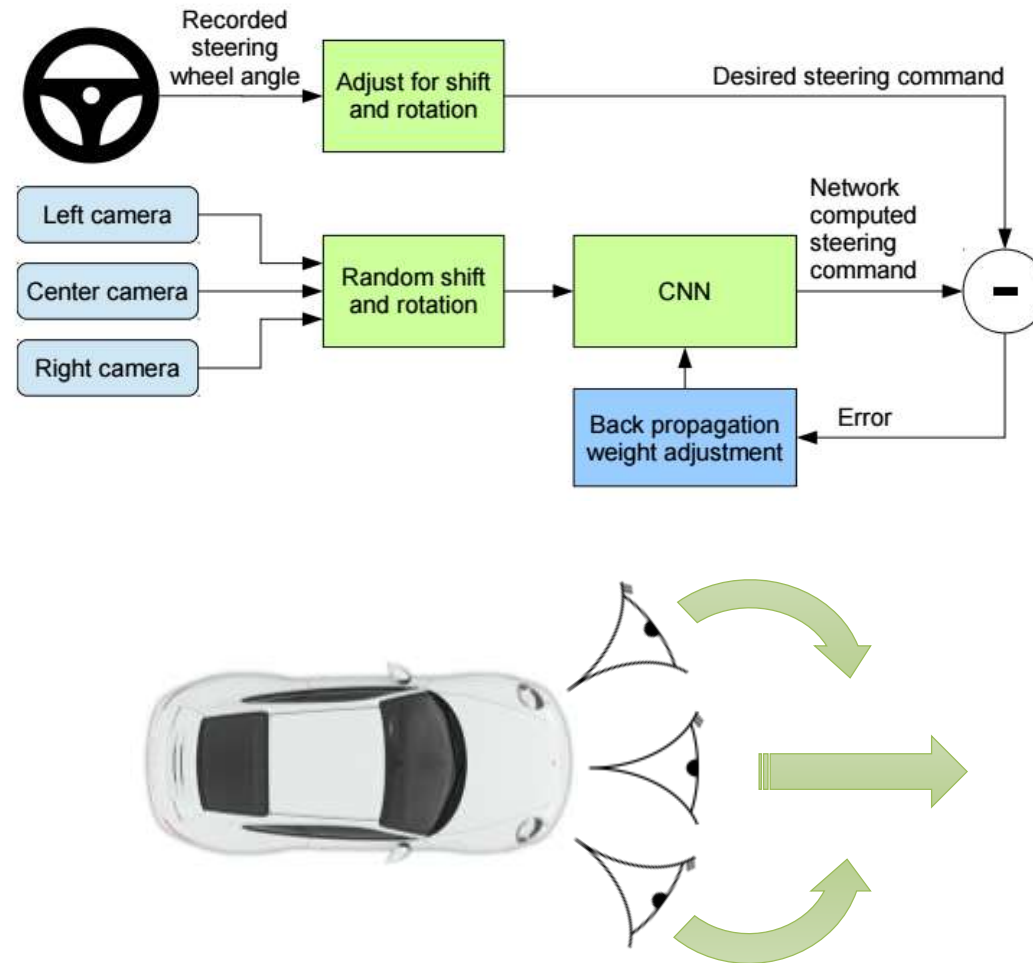 Recorded
steering
wheel angle
Adjust for shift
and rotation
Desired steering command
Left camera
Center camera
Right camera
Random shift
and rotation
CNN
Network
computed
steering
command
-
Back propagation
weight adjustment
Error